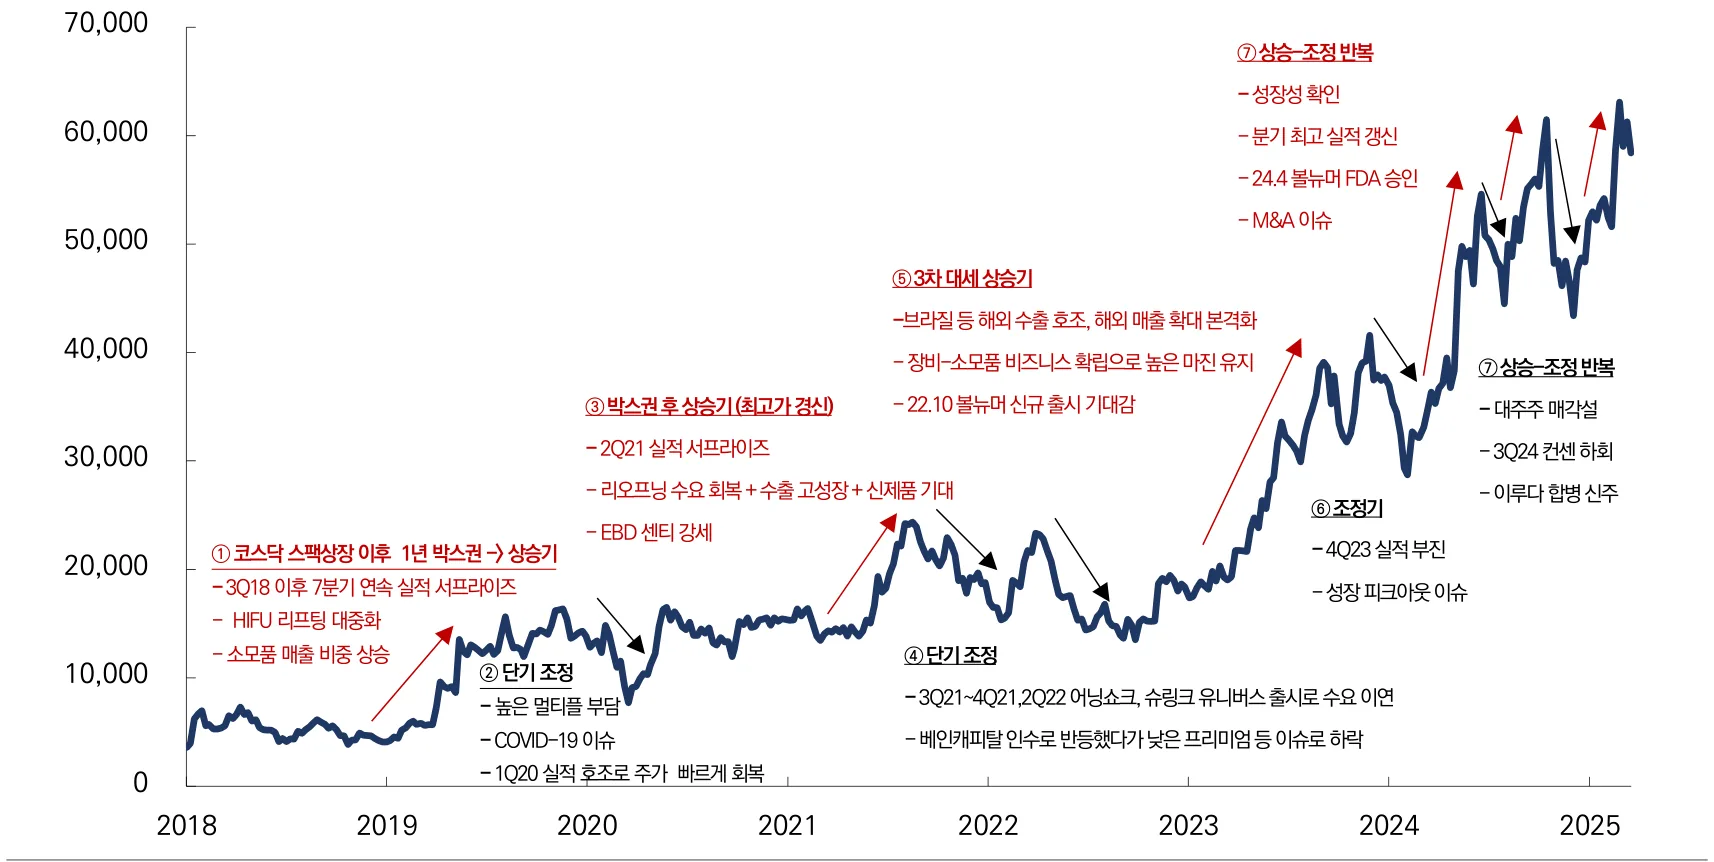 70,000
60,000
50,000
40,000
30,000
20,000
10,000
0
2018
2019
2020
2021
2022
2023
2024
2025
① 코스닥 스팩상장 이후 1년 박스권 -> 상승기
- 3Q18 이후 7분기 연속 실적 서프라이즈
- HIFU 리프팅 대중화
- 소모품 매출 비중 상승
② 단기 조정
- 높은 멀티플 부담
- COVID-19 이슈
- 1Q20 실적 호조로 주가 빠르게 회복
③ 박스권 후 상승기 (최고가 경신)
- 2Q21 실적 서프라이즈
- 리오프닝 수요 회복 + 수출 고성장 + 신제품 기대
- EBD 센티 강세
④ 단기 조정
- 3Q21~4Q21,2Q22 어닝쇼크, 슈링크 유니버스 출시로 수요 이연
- 베인캐피탈 인수로 반등했다가 낮은 프리미엄 등 이슈로 하락
⑤ 3차 대세 상승기
-브라질 등 해외 수출 호조, 해외 매출 확대 본격화
- 장비-소모품 비즈니스 확립으로 높은 마진 유지
- 22.10 볼뉴머 신규 출시 기대감
⑥ 조정기
- 4Q23 실적 부진
- 성장 피크아웃 이슈
⑦ 상승-조정 반복
- 성장성 확인
- 분기 최고 실적 갱신
- 24.4 볼뉴머 FDA 승인
- M&A 이슈
⑦ 상승-조정 반복
- 대주주 매각설
- 3Q24 컨센 하회
- 이루다 합병 신주